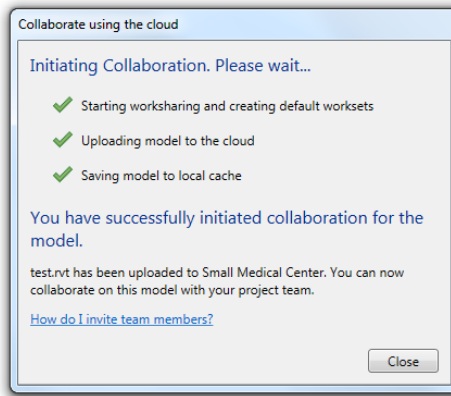 Collaborate using the cloud
Initiating Collaboration. Please wait...
Starting worksharing and creating default worksets
Uploading model to the cloud
Saving model to local cache
You have successfully initiated collaboration for the
model.
test.rvt has been uploaded to Small Medical Center. You can now
collaborate on this model with your project team.
How do I invite team members?
Close